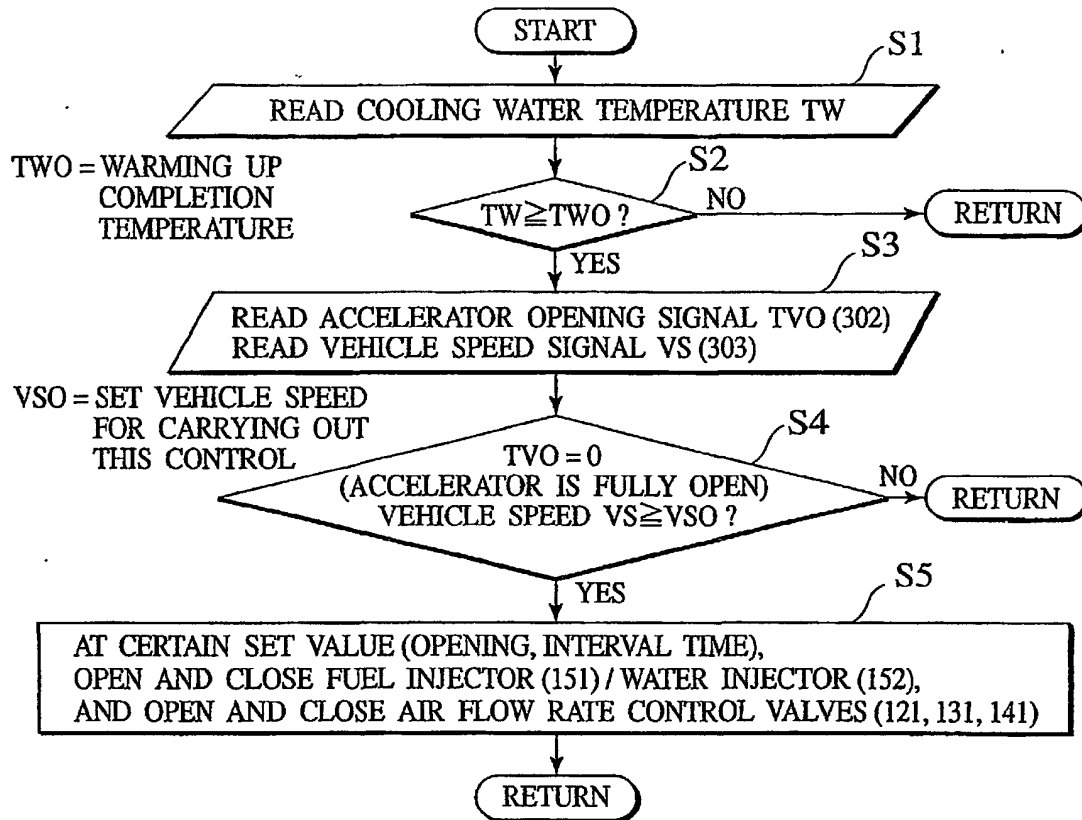 START
S1
READ COOLING WATER TEMPERATURE TW
TWO = WARMING UP
COMPLETION
TEMPERATURE
S2
TW≧TWO ?
NO
RETURN
YES
S3
READ ACCELERATOR OPENING SIGNAL TVO (302)
READ VEHICLE SPEED SIGNAL VS (303)
VSO = SET VEHICLE SPEED
FOR CARRYING OUT
THIS CONTROL
S4
TVO = 0
(ACCELERATOR IS FULLY OPEN)
VEHICLE SPEED VS≧VSO ?
NO
RETURN
YES
S5
AT CERTAIN SET VALUE (OPENING, INTERVAL TIME),
OPEN AND CLOSE FUEL INJECTOR (151) / WATER INJECTOR (152),
AND OPEN AND CLOSE AIR FLOW RATE CONTROL VALVES (121, 131, 141)
RETURN